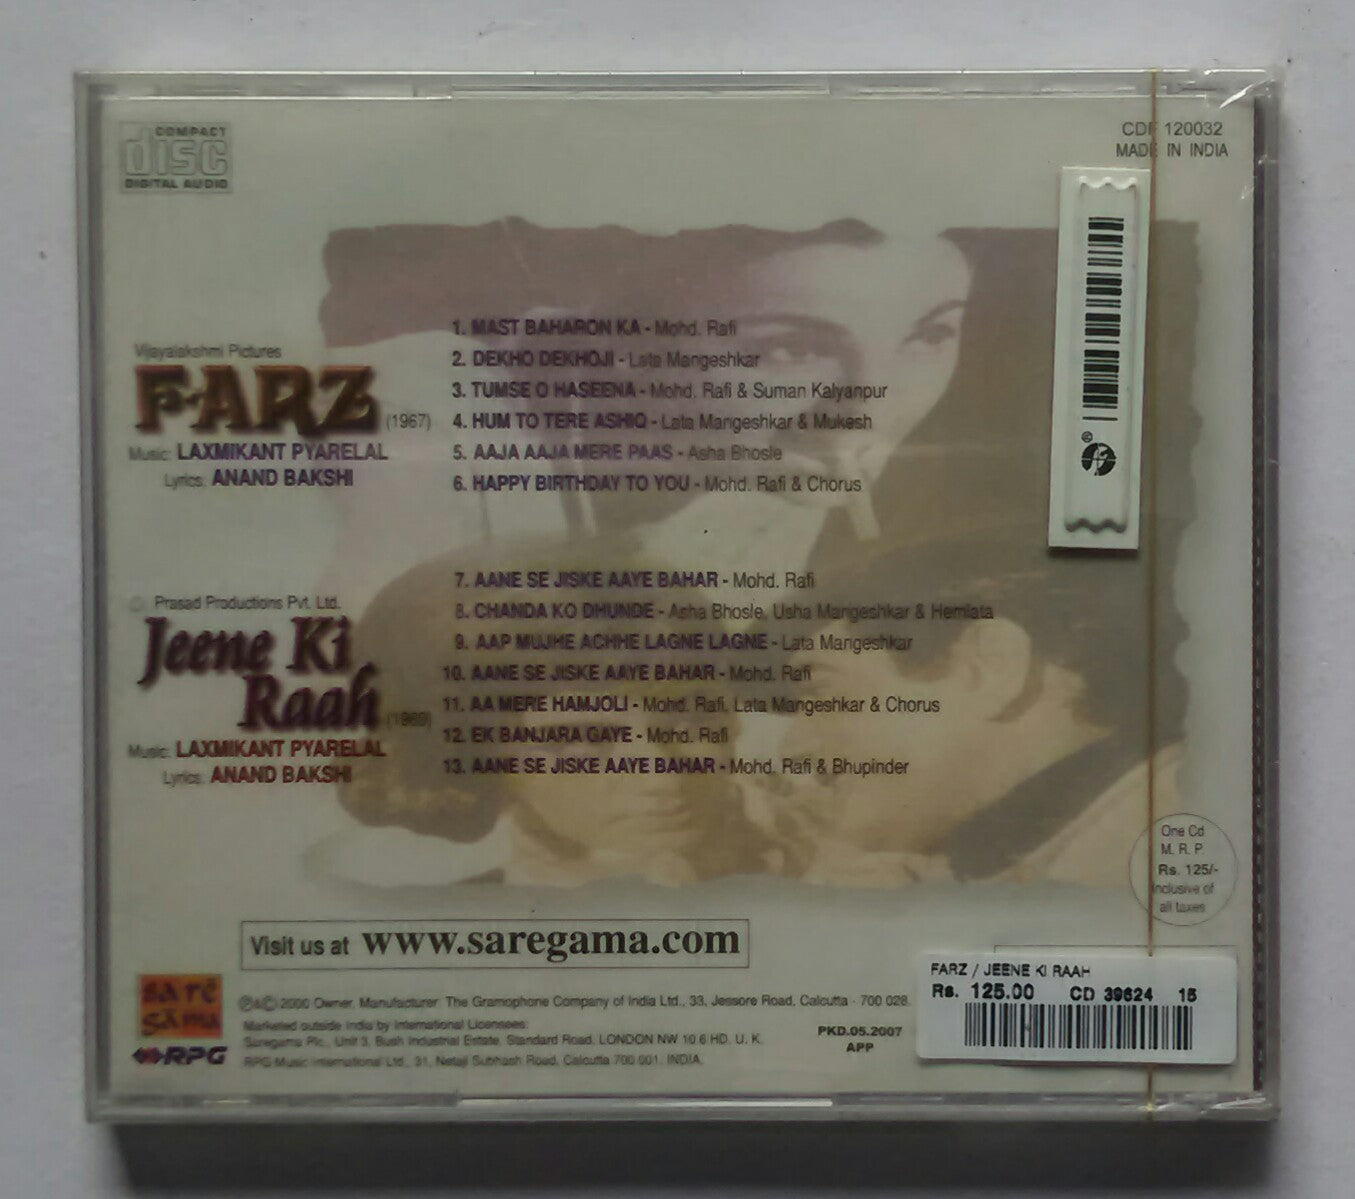 COMPACT
disc
DIGITAL AUDIO
CDF 120032
MADE IN INDIA
Vijayalakshmi Pictures
FARZ (1967)
Music: LAXMIKANT PYARELAL
Lyrics: ANAND BAKSHI
1. MAST BAHARON KA - Mohd. Rafi
2. DEKHO DEKHOJI - Lata Mangeshkar
3. TUMSE O HASEENA - Mohd. Rafi & Suman Kalyanpur
4. HUM TO TERE ASHIQ - Lata Mangeshkar & Mukesh
5. AAJA AAJA MERE PAAS - Asha Bhosle
6. HAPPY BIRTHDAY TO YOU - Mohd. Rafi & Chorus
Prasad Productions Pvt. Ltd.
Jeene Ki
Raah (1969)
Music: LAXMIKANT PYARELAL
Lyrics: ANAND BAKSHI
7. AANE SE JISKE AAYE BAHAR - Mohd. Rafi
8. CHANDA KO DHUNDE - Asha Bhosle, Usha Mangeshkar & Hemlata
9. AAP MUJHE ACHHE LAGNE LAGNE - Lata Mangeshkar
10. AANE SE JISKE AAYE BAHAR - Mohd. Rafi
11. AA MERE HAMJOLI - Mohd. Rafi, Lata Mangeshkar & Chorus
12. EK BANJARA GAYE - Mohd. Rafi
13. AANE SE JISKE AAYE BAHAR - Mohd. Rafi & Bhupinder
One Cd
M. R. P.
Rs. 125/-
Inclusive of
all taxes
Visit us at www.saregama.com
SA RE
GA MA
RPG
℗&© 2000 Owner, Manufacturer: The Gramophone Company of India Ltd., 33, Jessore Road, Calcutta - 700 028.
Marketed outside India by International Licensees:
Saregama Plc., Unit 3, Bush Industrial Estate, Standard Road, LONDON NW 10 6 HD, U. K.
RPG Music International Ltd., 31, Netaji Subhash Road, Calcutta 700 001. INDIA.
PKD.05.2007
APP
FARZ / JEENE KI RAAH
Rs. 125.00 CD 39624 15